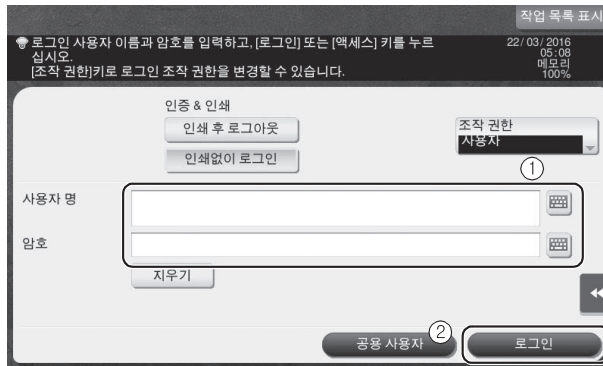 작업 목록 표시
로그인 사용자 이름과 암호를 입력하고, [로그인] 또는 [액세스] 키를 누르
십시오.
[조작 권한]키로 로그인 조작 권한을 변경할 수 있습니다.
22/03/2016
05:08
메모리
100%
인증 & 인쇄
인쇄 후 로그아웃
인쇄없이 로그인
조작 권한
사용자
①
사용자 명
암호
지우기
공용 사용자
②
로그인